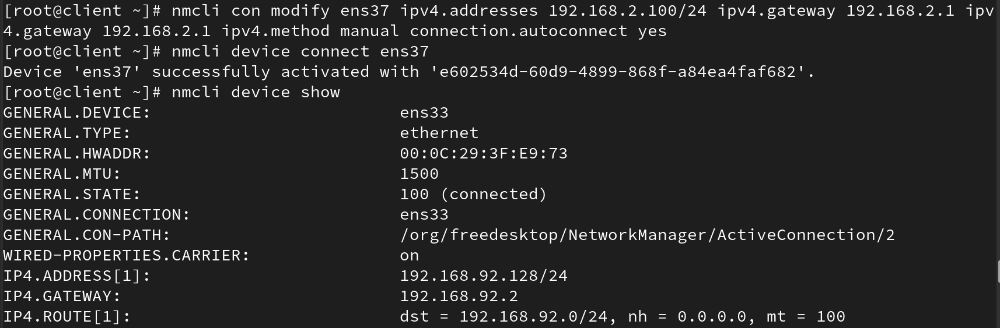 [root@client ~]# nmcli con modify ens37 ipv4.addresses 192.168.2.100/24 ipv4.gateway 192.168.2.1 ipv
4.gateway 192.168.2.1 ipv4.method manual connection.autoconnect yes
[root@client ~]# nmcli device connect ens37
Device 'ens37' successfully activated with 'e602534d-60d9-4899-868f-a84ea4faf682'.
[root@client ~]# nmcli device show
GENERAL.DEVICE:                         ens33
GENERAL.TYPE:                           ethernet
GENERAL.HWADDR:                         00:0C:29:3F:E9:73
GENERAL.MTU:                            1500
GENERAL.STATE:                          100 (connected)
GENERAL.CONNECTION:                     ens33
GENERAL.CON-PATH:                       /org/freedesktop/NetworkManager/ActiveConnection/2
WIRED-PROPERTIES.CARRIER:               on
IP4.ADDRESS[1]:                         192.168.92.128/24
IP4.GATEWAY:                            192.168.92.2
IP4.ROUTE[1]:                           dst = 192.168.92.0/24, nh = 0.0.0.0, mt = 100